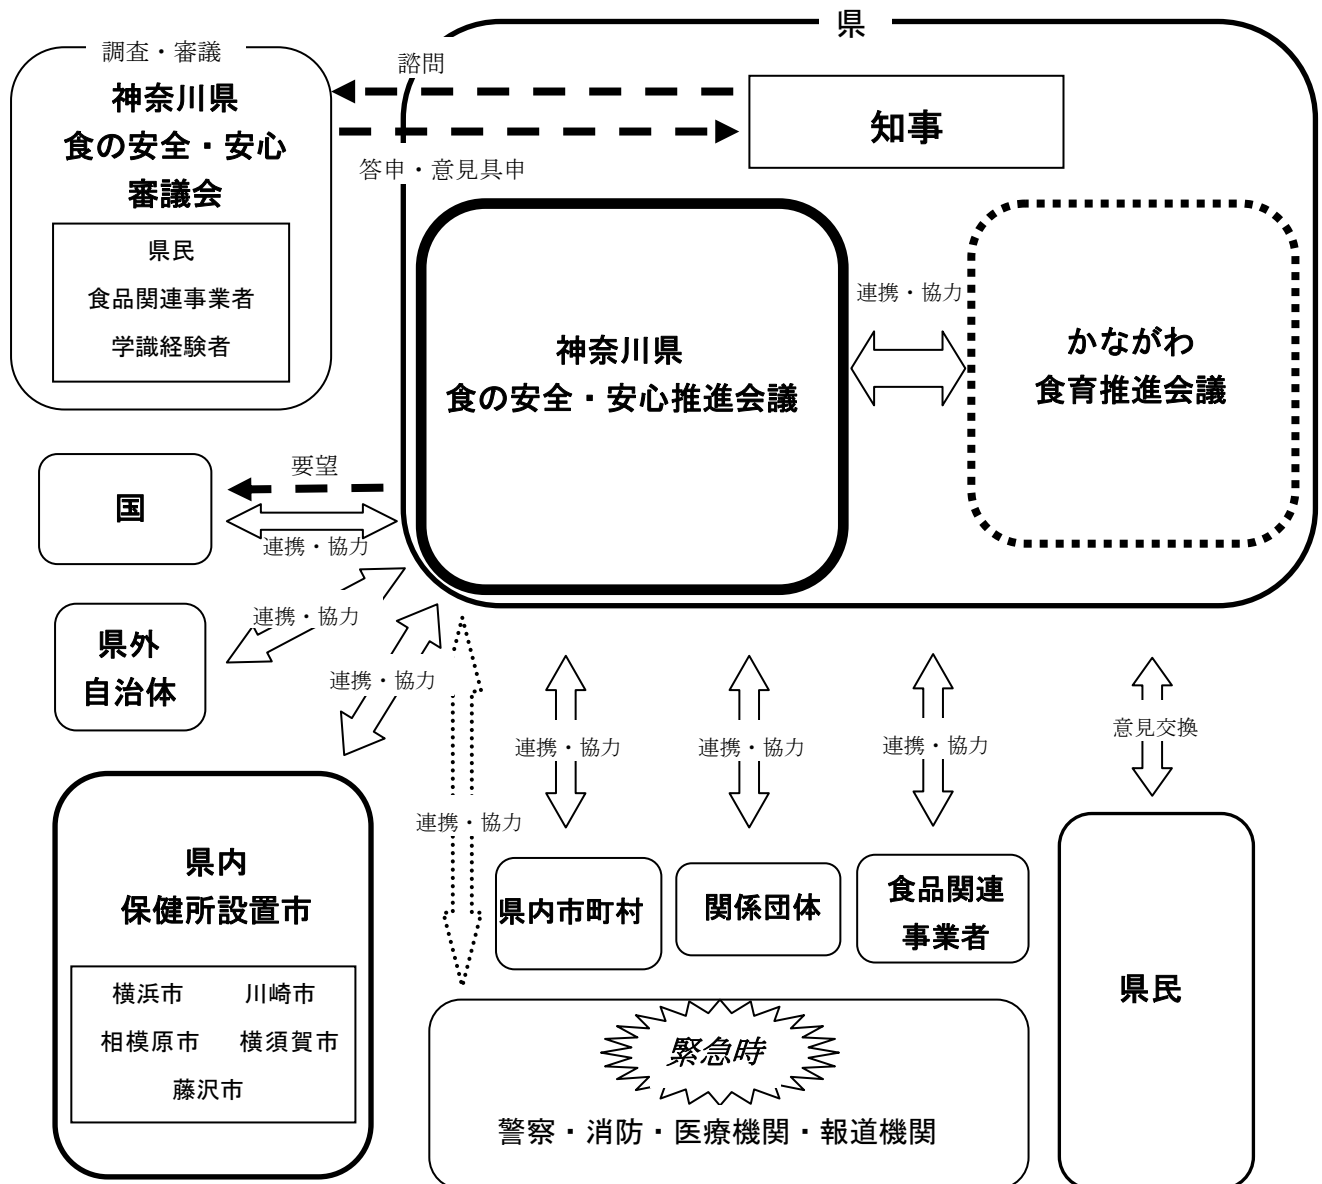 県
調査・審議
神奈川県
食の安全・安心
審議会
県民
食品関連事業者
学識経験者
諮問
答申・意見具申
知事
神奈川県
食の安全・安心推進会議
連携・協力
かながわ
食育推進会議
国
要望
連携・協力
県外
自治体
連携・協力
連携・協力
県内
保健所設置市
横浜市 川崎市
相模原市 横須賀市
藤沢市
連携・協力
連携・協力
連携・協力
連携・協力
意見交換
県内市町村
関係団体
食品関連
事業者
県民
緊急時
警察・消防・医療機関・報道機関